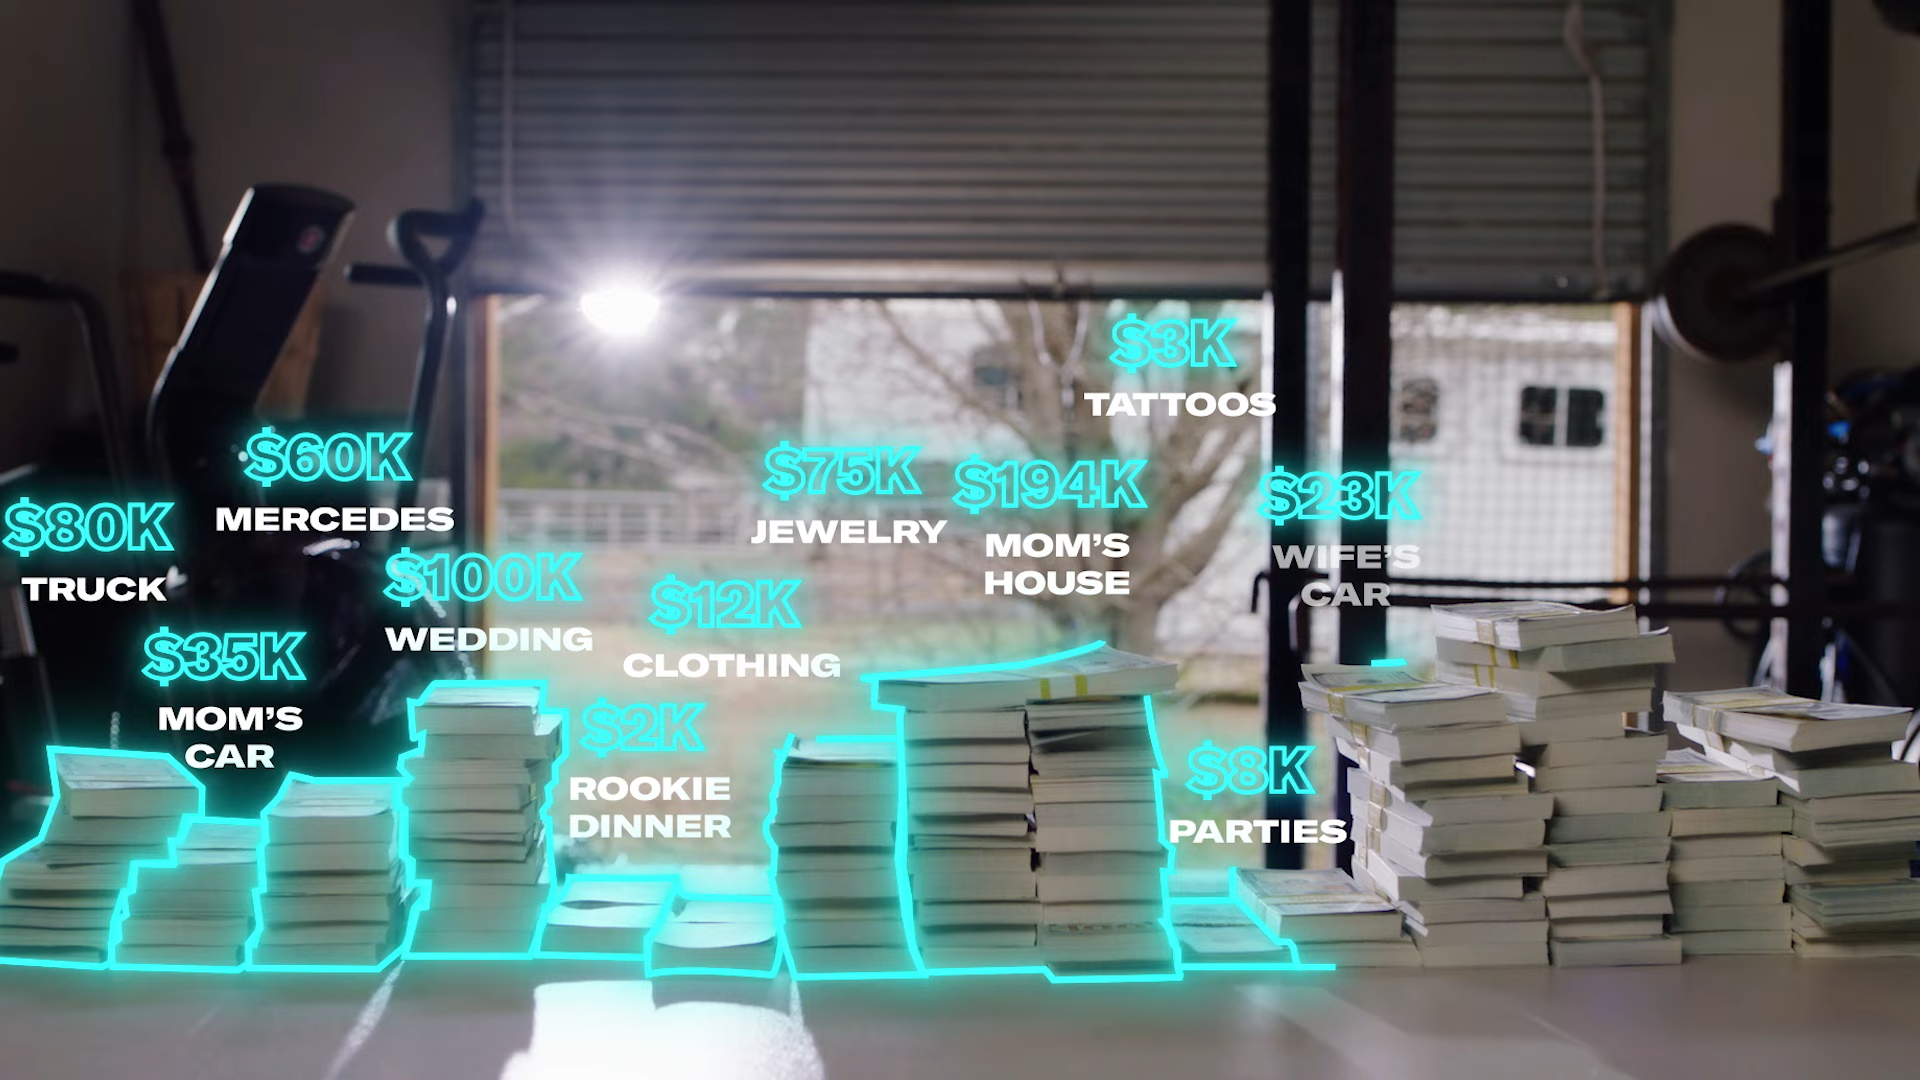 $80K
TRUCK
$35K
MOM'S
CAR
$60K
MERCEDES
$100K
WEDDING
$2K
ROOKIE
DINNER
$12K
CLOTHING
$75K
JEWELRY
$194K
MOM'S
HOUSE
$3K
TATTOOS
$8K
PARTIES
$23K
WIFE'S
CAR